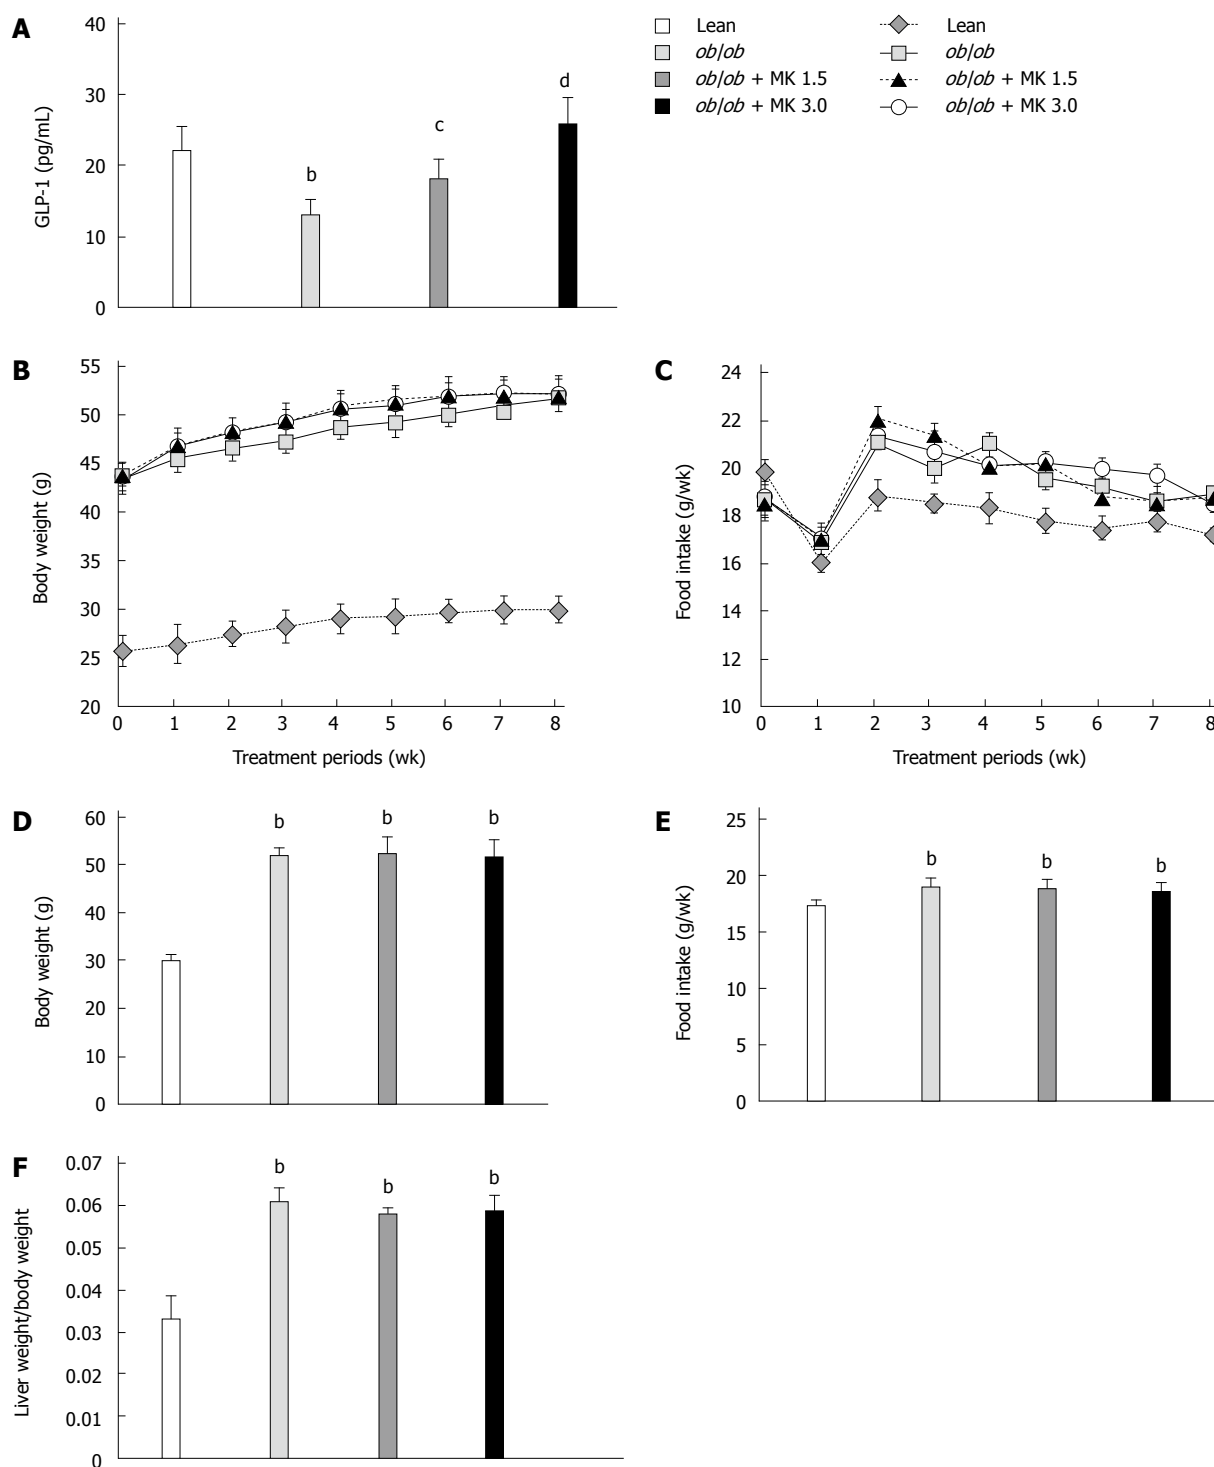 A
40
30
20
10
0
GLP-1 (pg/mL)
b
c
d
Lean
ob/ob
ob/ob + MK 1.5
ob/ob + MK 3.0
Lean
ob/ob
ob/ob + MK 1.5
ob/ob + MK 3.0
B
55
50
45
40
35
30
25
20
Body weight (g)
0 1 2 3 4 5 6 7 8
Treatment periods (wk)
C
24
22
20
18
16
14
12
10
Food intake (g/wk)
0 1 2 3 4 5 6 7 8
Treatment periods (wk)
D
60
50
40
30
20
10
0
Body weight (g)
b b b
E
25
20
15
10
5
0
Food intake (g/wk)
b b b
F
0.07
0.06
0.05
0.04
0.03
0.02
0.01
0
Liver weight/body weight
b b b